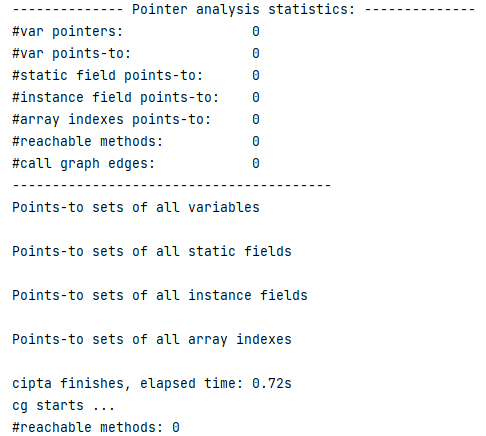 -------------- Pointer analysis statistics: --------------
#var pointers:                0
#var points-to:               0
#static field points-to:      0
#instance field points-to:    0
#array indexes points-to:     0
#reachable methods:           0
#call graph edges:            0
----------------------------------------
Points-to sets of all variables
Points-to sets of all static fields
Points-to sets of all instance fields
Points-to sets of all array indexes
cipta finishes, elapsed time: 0.72s
cg starts ...
#reachable methods: 0